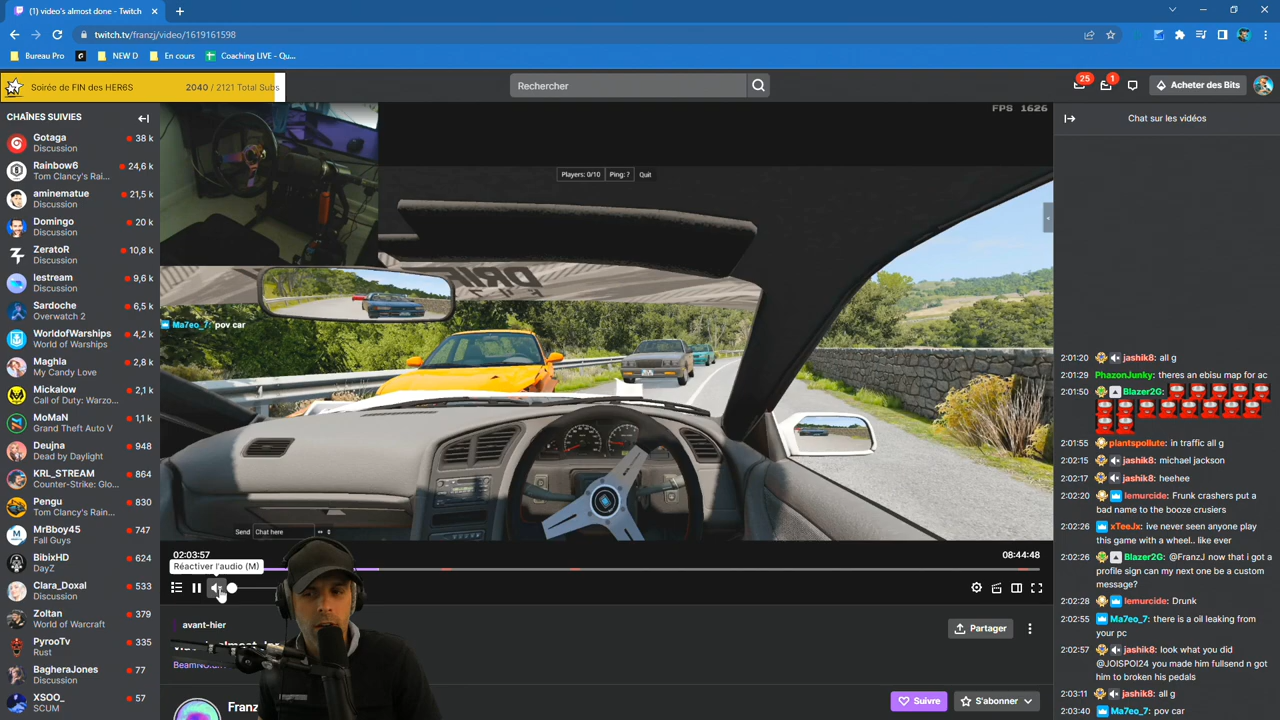 (1) video's almost done - Twitch
twitch.tv/franzj/video/1619161598
Bureau Pro
NEW D
En cours
Coaching LIVE - Qu...
Soirée de FIN des HER6S
2040 / 2121 Total Subs
Rechercher
25
1
Acheter des Bits
CHAÎNES SUIVIES
Gotaga
38 k
Discussion
Rainbow6
24,6 k
Tom Clancy's Rai...
aminematue
21,5 k
Discussion
Domingo
20 k
Discussion
ZeratoR
10,8 k
Discussion
lestream
9,6 k
Discussion
Sardoche
6,5 k
Overwatch 2
WorldofWarships
4,2 k
World of Warships
Maghla
2,8 k
My Candy Love
Mickalow
2,1 k
Call of Duty: Warzo...
MoMaN
1,1 k
Grand Theft Auto V
Deujna
948
Dead by Daylight
KRL_STREAM
864
Counter-Strike: Glo...
Pengu
830
Tom Clancy's Rain...
MrBboy45
747
Fall Guys
BibixHD
624
DayZ
Clara_Doxal
533
Infinity Wars
Zoltan
379
World of Warcraft
PyrooTv
335
Rust
BagheraJones
77
Discussion
XSOO_
57
SCUM
FPS 1626
Players: 0/10
Ping: ?
Quit
DRIF
Ma7eo_7: pov car
Send
Chat here
02:03:57
08:44:48
Réactiver l'audio (M)
avant-hier
Partager
Franz
Suivre
S'abonner
Chat sur les vidéos
2:01:20 jashik8: all g
2:01:29 PhazonJunky: theres an ebisu map for ac
2:01:50 Blazer2G:
2:01:55 plantspollute: in traffic all g
2:02:15 jashik8: michael jackson
2:02:17 jashik8: heehee
2:02:20 lemurcide: Frunk crashers put a
bad name to the booze crusiers
2:02:26 xTeeJx: ive never seen anyone play
this game with a wheel.. like ever
2:02:26 Blazer2G: @FranzJ now that i got a
profile sign can my next one be a custom
message?
2:02:28 lemurcide: Drunk
2:02:55 Ma7eo_7: there is a oil leaking from
your pc
2:02:57 jashik8: look what you did
@JOISPOI24 you made him fullsend n got
him to broken his pedals
2:03:11 jashik8: all g
2:03:40 Ma7eo_7: pov car